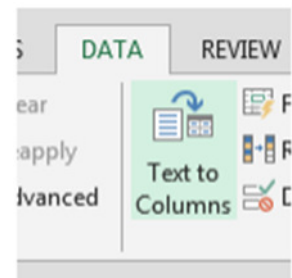 S DATA REVIEW
ear
eapply
dvanced
Text to
Columns
F
R
D